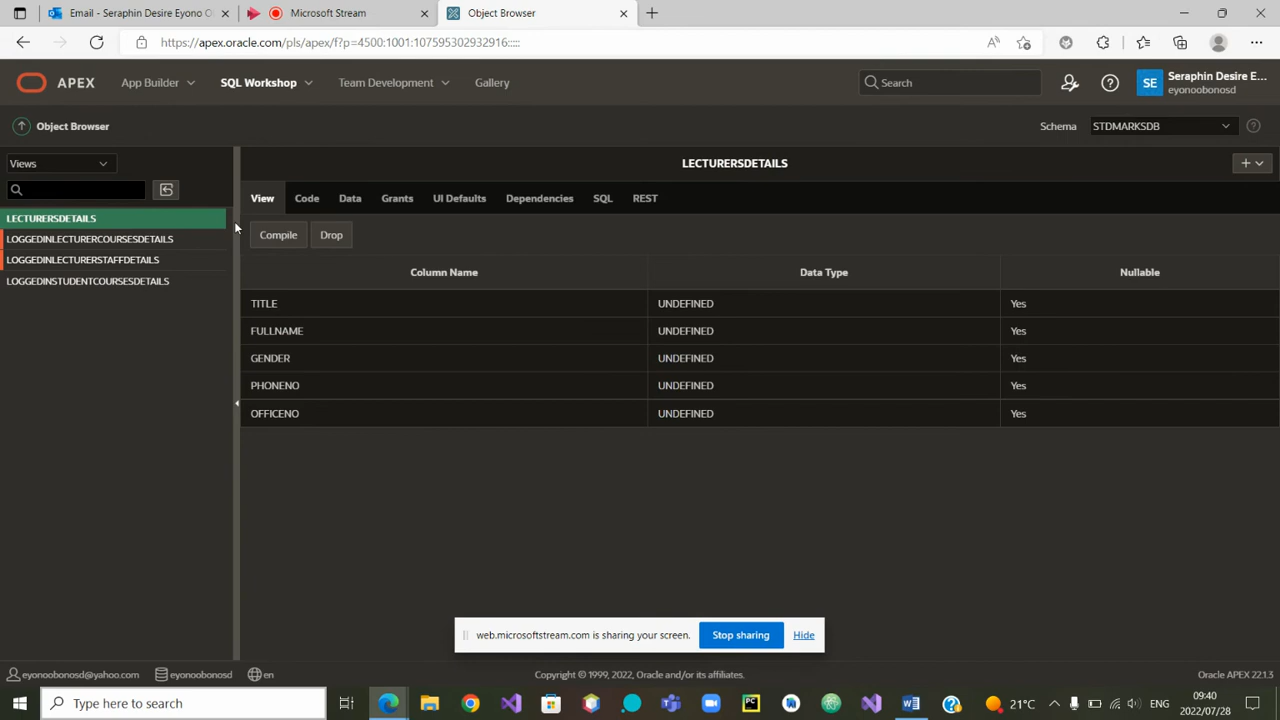 Email - Seraphin Desire Eyono O
Microsoft Stream
Object Browser
https://apex.oracle.com/pls/apex/f?p=4500:1001:107595302932916:::::
APEX
App Builder
SQL Workshop
Team Development
Gallery
Search
SE
Seraphin Desire E...
eyonoobonosd
Object Browser
Schema
STDMARKSDB
Views
LECTURERSDETAILS
LECTURERSDETAILS
LOGGEDINLECTURERCOURSESDETAILS
LOGGEDINLECTURERSTAFFDETAILS
LOGGEDINSTUDENTCOURSESDETAILS
View
Code
Data
Grants
UI Defaults
Dependencies
SQL
REST
Compile
Drop
Column Name
Data Type
Nullable
TITLE
UNDEFINED
Yes
FULLNAME
UNDEFINED
Yes
GENDER
UNDEFINED
Yes
PHONENO
UNDEFINED
Yes
OFFICENO
UNDEFINED
Yes
web.microsoftstream.com is sharing your screen.
Stop sharing
Hide
eyonoobonosd@yahoo.com
eyonoobonosd
en
Copyright © 1999, 2022, Oracle and/or its affiliates.
Oracle APEX 22.1.3
Type here to search
21°C
ENG
09:40
2022/07/28